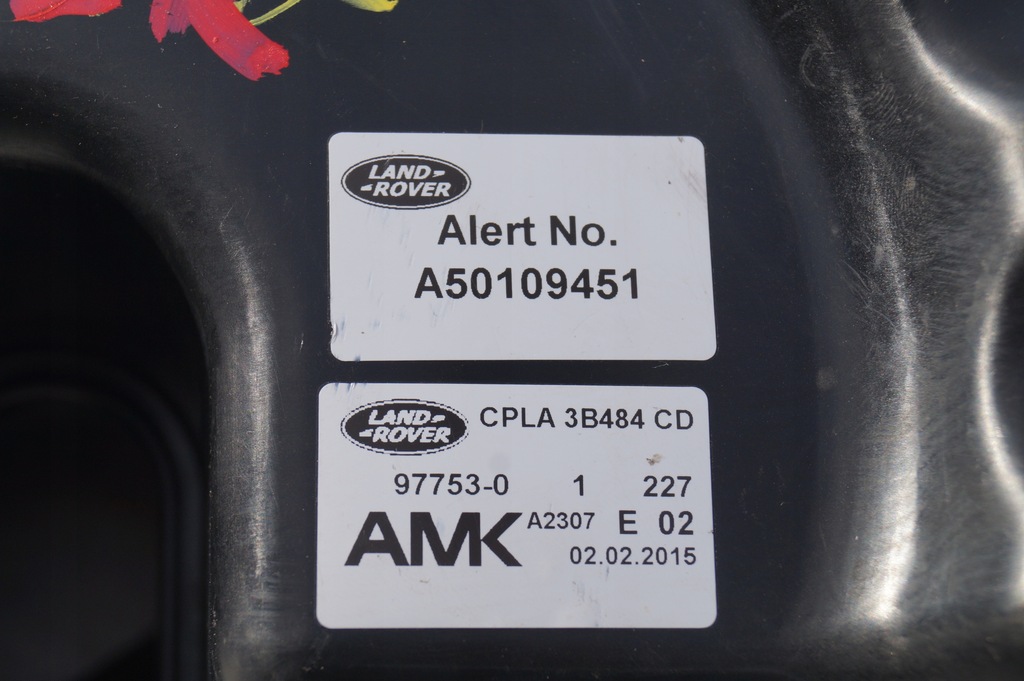 LAND-
-ROVER
Alert No.
A50109451
LAND-
-ROVER
CPLA 3B484 CD
97753-0 1 227
AMK A2307 E 02
02.02.2015